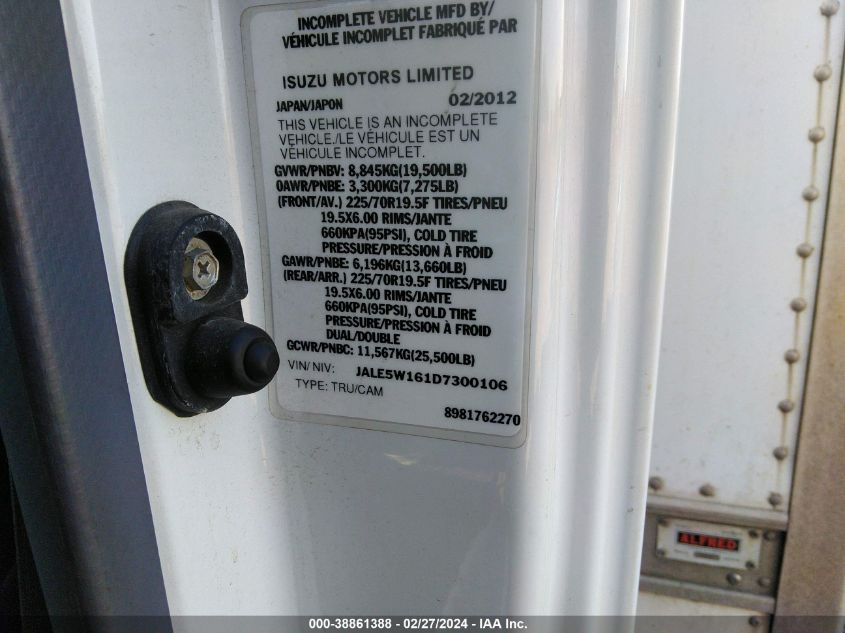 INCOMPLETE VEHICLE MFD BY/
VÉHICULE INCOMPLET FABRIQUÉ PAR
ISUZU MOTORS LIMITED
JAPAN/JAPON 02/2012
THIS VEHICLE IS AN INCOMPLETE
VEHICLE./LE VÉHICULE EST UN
VÉHICULE INCOMPLET.
GVWR/PNBV: 8,845KG(19,500LB)
0AWR/PNBE: 3,300KG(7,275LB)
(FRONT/AV.) 225/70R19.5F TIRES/PNEU
19.5X6.00 RIMS/JANTE
660KPA(95PSI), COLD TIRE
PRESSURE/PRESSION À FROID
GAWR/PNBE: 6,196KG(13,660LB)
(REAR/ARR.) 225/70R19.5F TIRES/PNEU
19.5X6.00 RIMS/JANTE
660KPA(95PSI), COLD TIRE
PRESSURE/PRESSION À FROID
DUAL/DOUBLE
GCWR/PNBC: 11,567KG(25,500LB)
VIN/NIV: JALE5W161D7300106
TYPE: TRU/CAM
8981762270
ALFRED
000-38861388 - 02/27/2024 - IAA Inc.